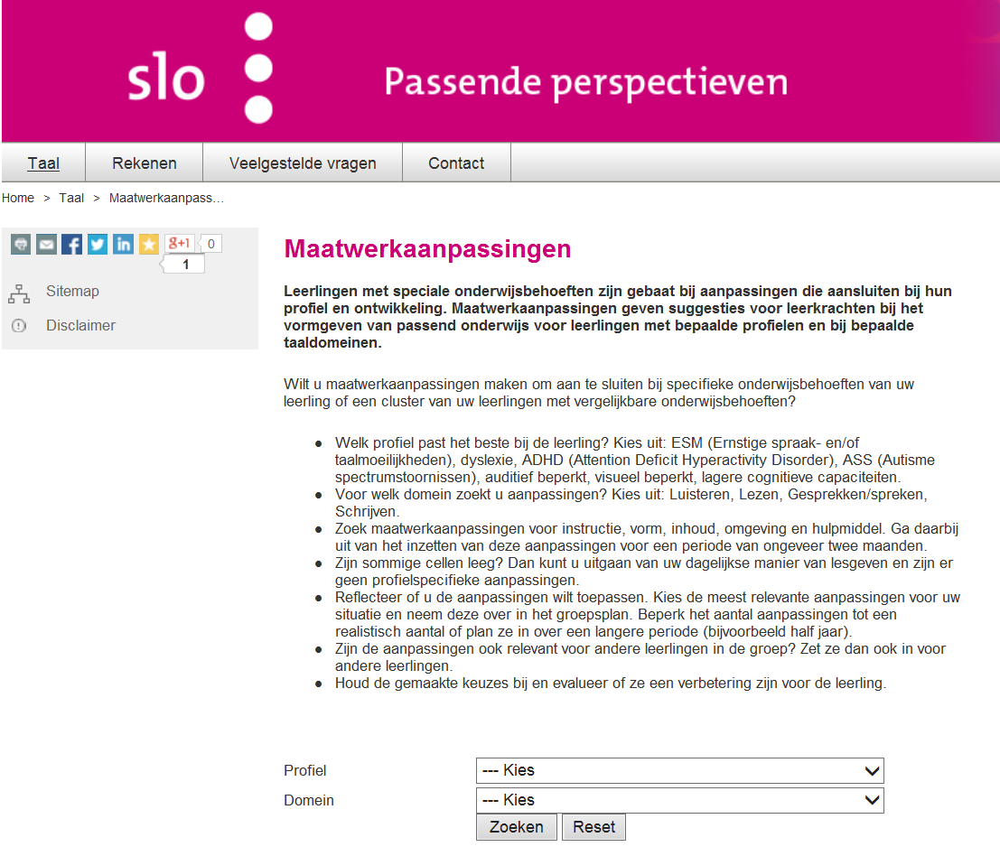 slo
Passende perspectieven
Taal
Rekenen
Veelgestelde vragen
Contact
Home > Taal > Maatwerkaanpass...
g+1
0
1
Sitemap
Disclaimer
Maatwerkaanpassingen
Leerlingen met speciale onderwijsbehoeften zijn gebaat bij aanpassingen die aansluiten bij hun
profiel en ontwikkeling. Maatwerkaanpassingen geven suggesties voor leerkrachten bij het
vormgeven van passend onderwijs voor leerlingen met bepaalde profielen en bij bepaalde
taaldomeinen.
Wilt u maatwerkaanpassingen maken om aan te sluiten bij specifieke onderwijsbehoeften van uw
leerling of een cluster van uw leerlingen met vergelijkbare onderwijsbehoeften?
● Welk profiel past het beste bij de leerling? Kies uit: ESM (Ernstige spraak- en/of
taalmoeilijkheden), dyslexie, ADHD (Attention Deficit Hyperactivity Disorder), ASS (Autisme
spectrumstoornissen), auditief beperkt, visueel beperkt, lagere cognitieve capaciteiten.
● Voor welk domein zoekt u aanpassingen? Kies uit: Luisteren, Lezen, Gesprekken/spreken,
Schrijven.
● Zoek maatwerkaanpassingen voor instructie, vorm, inhoud, omgeving en hulpmiddel. Ga daarbij
uit van het inzetten van deze aanpassingen voor een periode van ongeveer twee maanden.
● Zijn sommige cellen leeg? Dan kunt u uitgaan van uw dagelijkse manier van lesgeven en zijn er
geen profielspecifieke aanpassingen.
● Reflecteer of u de aanpassingen wilt toepassen. Kies de meest relevante aanpassingen voor uw
situatie en neem deze over in het groepsplan. Beperk het aantal aanpassingen tot een
realistisch aantal of plan ze in over een langere periode (bijvoorbeeld half jaar).
● Zijn de aanpassingen ook relevant voor andere leerlingen in de groep? Zet ze dan ook in voor
andere leerlingen.
● Houd de gemaakte keuzes bij en evalueer of ze een verbetering zijn voor de leerling.
Profiel
--- Kies
Domein
--- Kies
Zoeken
Reset